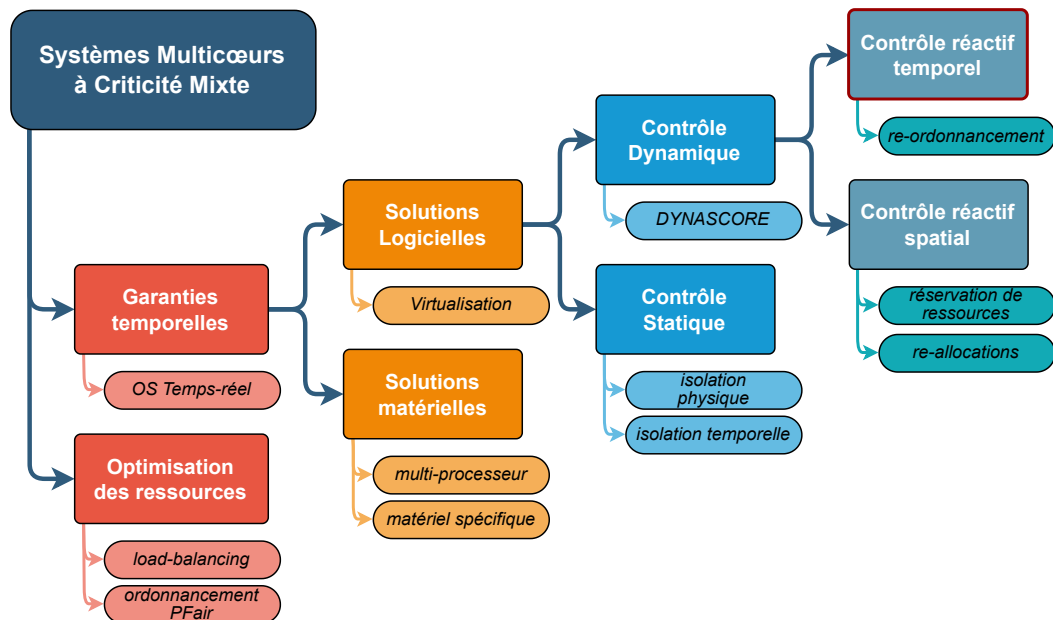 Systèmes Multicœurs
à Criticité Mixte
Garanties
temporelles
OS Temps-réel
Optimisation
des ressources
load-balancing
ordonnancement
PFair
Solutions
Logicielles
Virtualisation
Solutions
matérielles
multi-processeur
matériel spécifique
Contrôle
Dynamique
DYNASCORE
Contrôle
Statique
isolation
physique
isolation temporelle
Contrôle réactif
temporel
re-ordonnancement
Contrôle réactif
spatial
réservation de
ressources
re-allocations